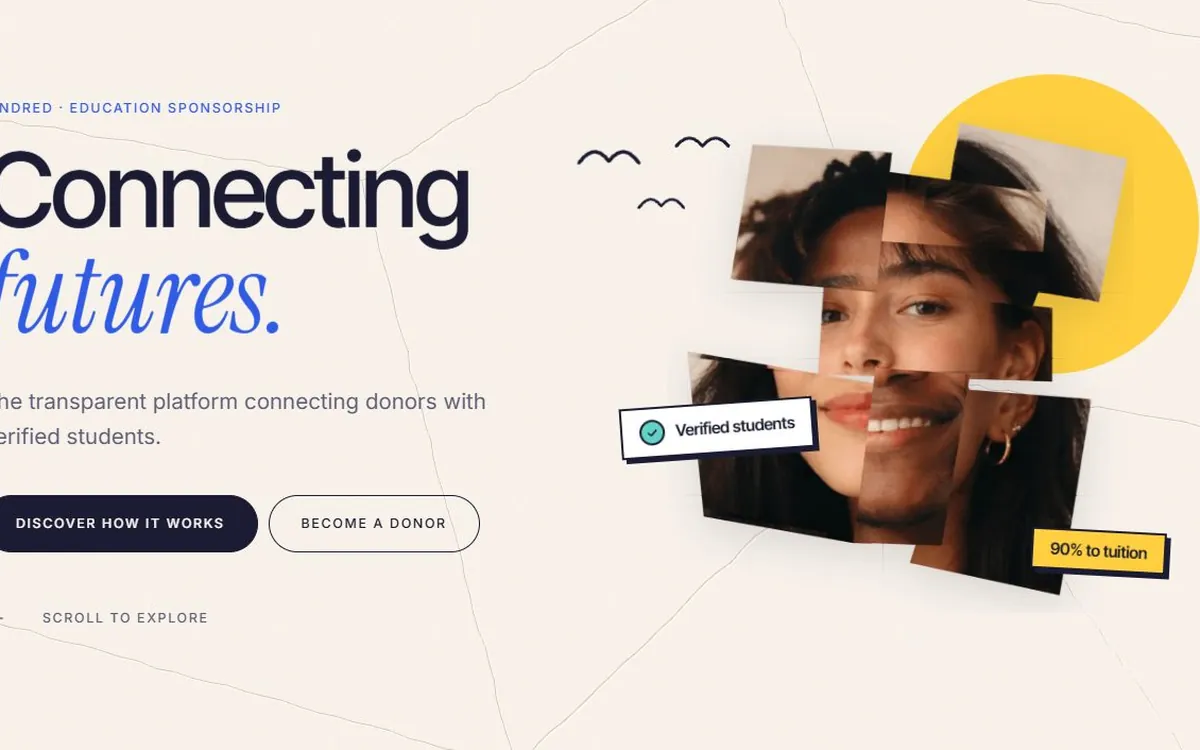 NDRED · EDUCATION SPONSORSHIP
Connecting
futures.
he transparent platform connecting donors with
erified students.
DISCOVER HOW IT WORKS
BECOME A DONOR
SCROLL TO EXPLORE
Verified students
90% to tuition